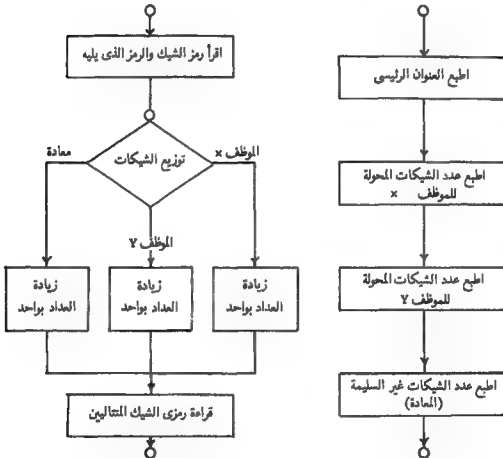 اقرأ رمز الشيك والرمز الذى يليه
توزيع الشيكات
معادة
الموظف ×
الموظف Y
زيادة
العداد بواحد
زيادة
العداد بواحد
زيادة
العداد بواحد
قراءة رمزى الشيك المتتاليين
اطبع العنوان الرئيسى
اطبع عدد الشيكات المحولة
للموظف ×
اطبع عدد الشيكات المحولة
للموظف Y
اطبع عدد الشيكات غير السليمة
(المعادة)